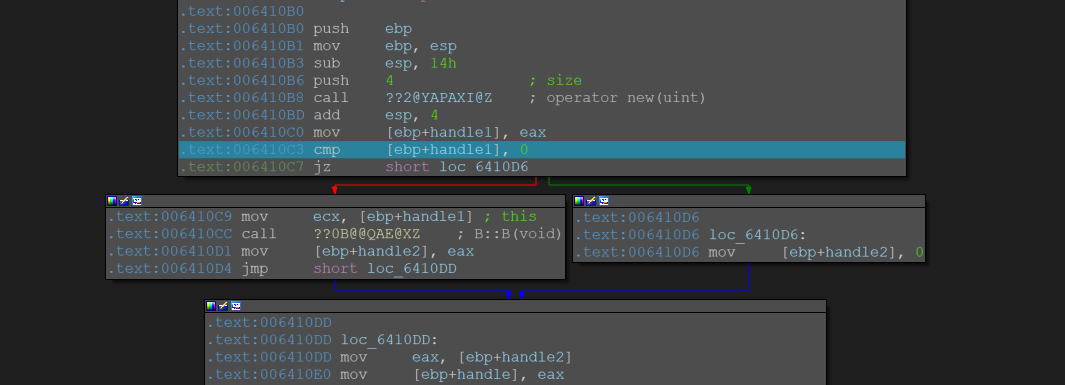 .text:006410B0
.text:006410B0 push ebp
.text:006410B1 mov ebp, esp
.text:006410B3 sub esp, 14h
.text:006410B6 push 4 ; size
.text:006410B8 call ??2@YAPAXI@Z ; operator new(uint)
.text:006410BD add esp, 4
.text:006410C0 mov [ebp+handle1], eax
.text:006410C3 cmp [ebp+handle1], 0
.text:006410C7 jz short loc_6410D6
.text:006410C9 mov ecx, [ebp+handle1] ; this
.text:006410CC call ??0B@@QAE@XZ ; B::B(void)
.text:006410D1 mov [ebp+handle2], eax
.text:006410D4 jmp short loc_6410DD
.text:006410D6
.text:006410D6 loc_6410D6:
.text:006410D6 mov [ebp+handle2], 0
.text:006410DD
.text:006410DD loc_6410DD:
.text:006410DD mov eax, [ebp+handle2]
.text:006410E0 mov [ebp+handle], eax